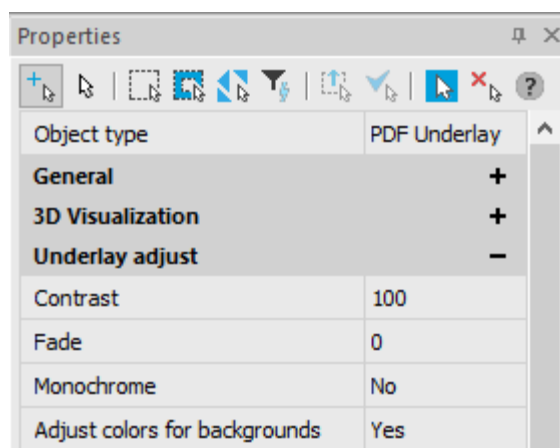 Properties
?
Object type PDF Underlay
General +
3D Visualization +
Underlay adjust −
Contrast 100
Fade 0
Monochrome No
Adjust colors for backgrounds Yes